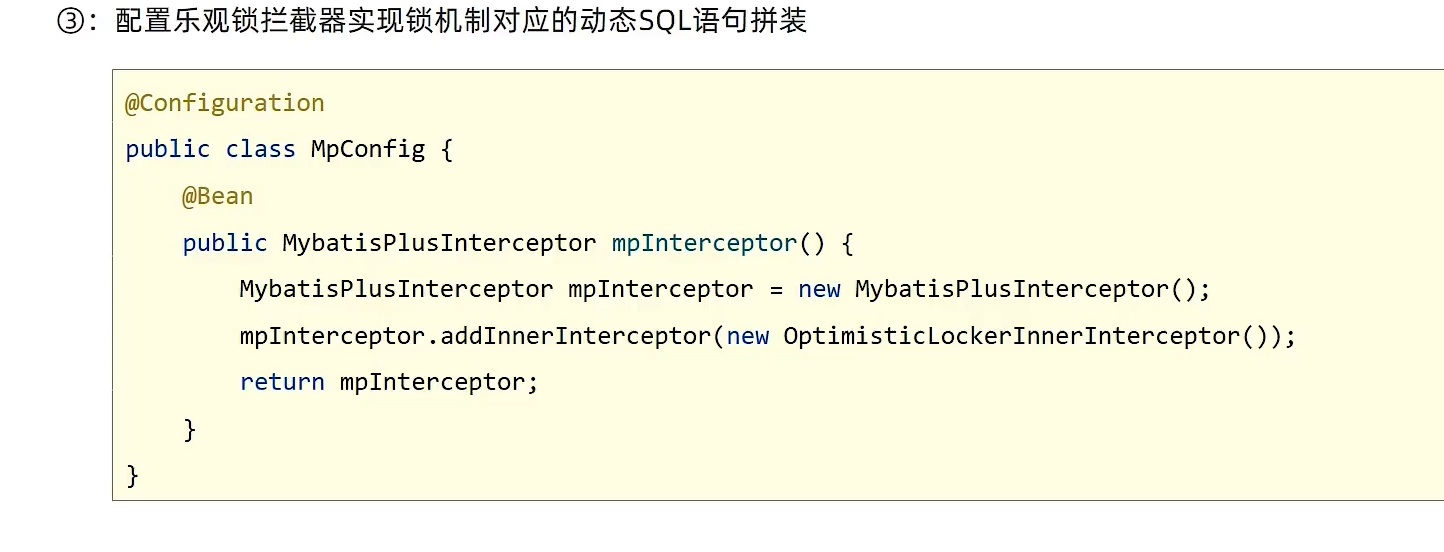 ③：配置乐观锁拦截器实现锁机制对应的动态SQL语句拼装
@Configuration
public class MpConfig {
    @Bean
    public MybatisPlusInterceptor mpInterceptor() {
        MybatisPlusInterceptor mpInterceptor = new MybatisPlusInterceptor();
        mpInterceptor.addInnerInterceptor(new OptimisticLockerInnerInterceptor());
        return mpInterceptor;
    }
}